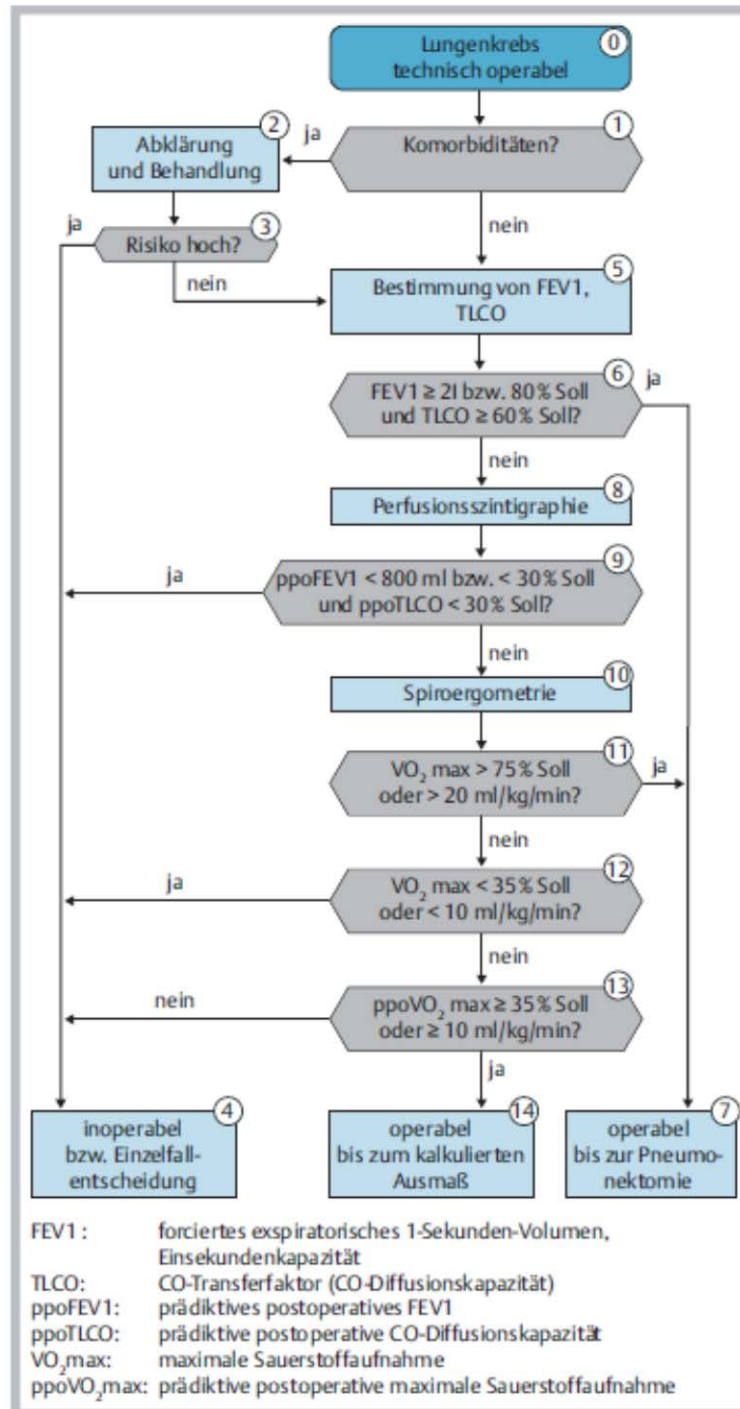 Lungenkrebs
technisch operabel
0
Komorbiditäten?
1
ja
Abklärung
und Behandlung
2
nein
ja
Risiko hoch?
3
nein
Bestimmung von FEV1,
TLCO
5
FEV1 ≥ 2l bzw. 80% Soll
und TLCO ≥ 60% Soll?
6
ja
nein
Perfusionsszintigraphie
8
ja
ppoFEV1 < 800 ml bzw. < 30% Soll
und ppoTLCO < 30% Soll?
9
nein
Spiroergometrie
10
VO₂ max > 75% Soll
oder > 20 ml/kg/min?
11
ja
nein
ja
VO₂ max < 35% Soll
oder < 10 ml/kg/min?
12
nein
nein
ppoVO₂ max ≥ 35% Soll
oder ≥ 10 ml/kg/min?
13
ja
inoperabel
bzw. Einzelfall-
entscheidung
4
operabel
bis zum kalkulierten
Ausmaß
14
operabel
bis zur Pneumo-
nektomie
7
FEV1: forciertes exspiratorisches 1-Sekunden-Volumen,
Einsekundenkapazität
TLCO: CO-Transferfaktor (CO-Diffusionskapazität)
ppoFEV1: prädiktives postoperatives FEV1
ppoTLCO: prädiktive postoperative CO-Diffusionskapazität
VO₂max: maximale Sauerstoffaufnahme
ppoVO₂max: prädiktive postoperative maximale Sauerstoffaufnahme